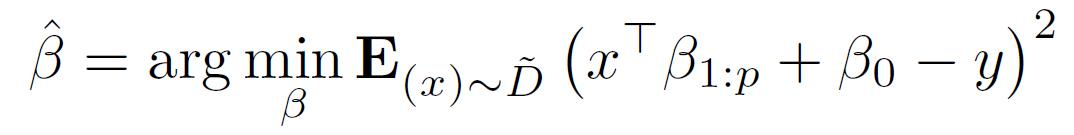 β̂ = arg min_β E_{(x)∼D̃} (x^⊤ β_{1:p} + β_0 − y)^2